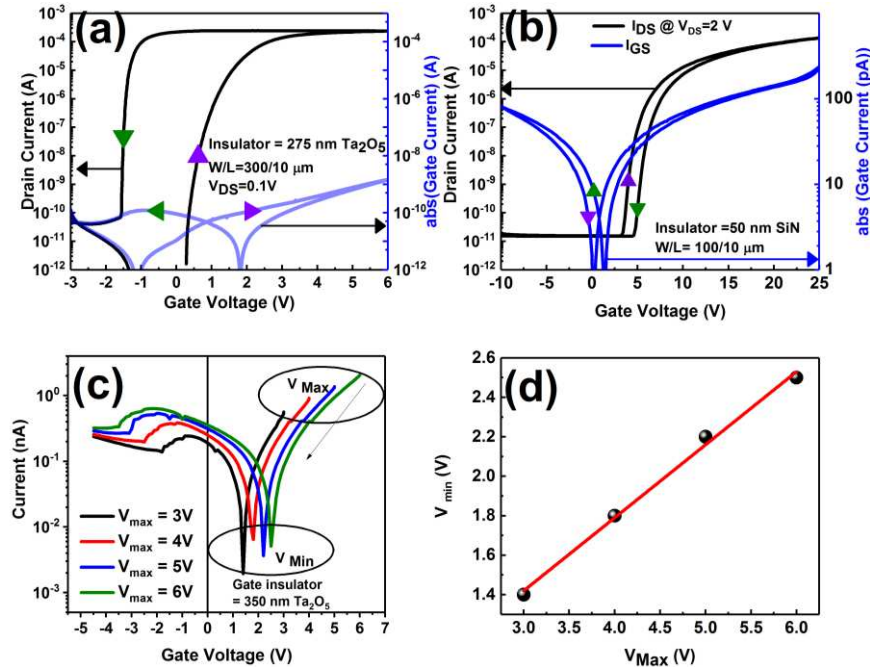 (a)
Drain Current (A)
10⁻⁴
10⁻⁵
10⁻⁶
10⁻⁷
10⁻⁸
10⁻⁹
10⁻¹⁰
10⁻¹¹
10⁻¹²
Insulator = 275 nm Ta₂O₅
W/L=300/10 μm
V_DS=0.1V
10⁻⁴
10⁻⁶
10⁻⁸
10⁻¹⁰
10⁻¹²
abs(Gate Current) (A)
-3 -2 -1 0 1 2 3 4 5 6
Gate Voltage (V)
(b)
I_DS @ V_DS=2 V
I_GS
Drain Current (A)
10⁻³
10⁻⁴
10⁻⁵
10⁻⁶
10⁻⁷
10⁻⁸
10⁻⁹
10⁻¹⁰
10⁻¹¹
10⁻¹²
Insulator =50 nm SiN
W/L= 100/10 μm
100
10
1
abs (Gate Current) (pA)
-10 -5 0 5 10 15 20 25
Gate Voltage (V)
(c)
V Max
Current (nA)
10⁰
10⁻¹
10⁻²
10⁻³
V_max = 3V
V_max = 4V
V_max = 5V
V_max = 6V
V Min
Gate insulator
= 350 nm Ta₂O₅
-5 -4 -3 -2 -1 0 1 2 3 4 5 6 7
Gate Voltage (V)
(d)
V_min (V)
2.6
2.4
2.2
2.0
1.8
1.6
1.4
3.0 3.5 4.0 4.5 5.0 5.5 6.0
V_Max (V)